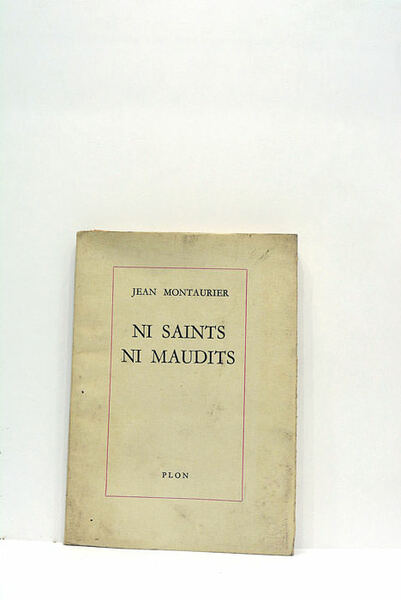 JEAN MONTAURIER
NI SAINTS
NI MAUDITS
PLON